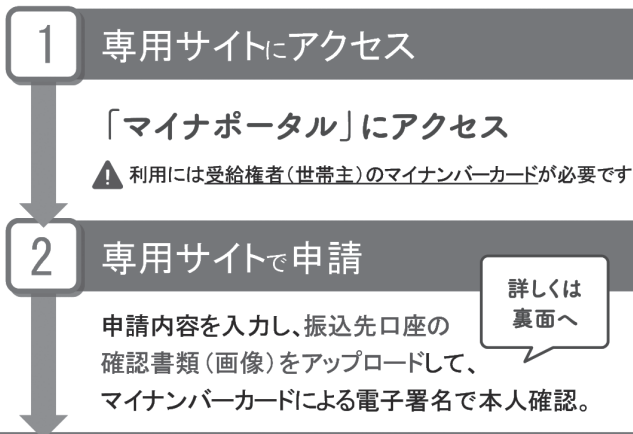 1 専用サイトにアクセス
「マイナポータル」にアクセス
利用には受給権者(世帯主)のマイナンバーカードが必要です
2 専用サイトで申請
詳しくは
裏面へ
申請内容を入力し、振込先口座の
確認書類(画像)をアップロードして、
マイナンバーカードによる電子署名で本人確認。